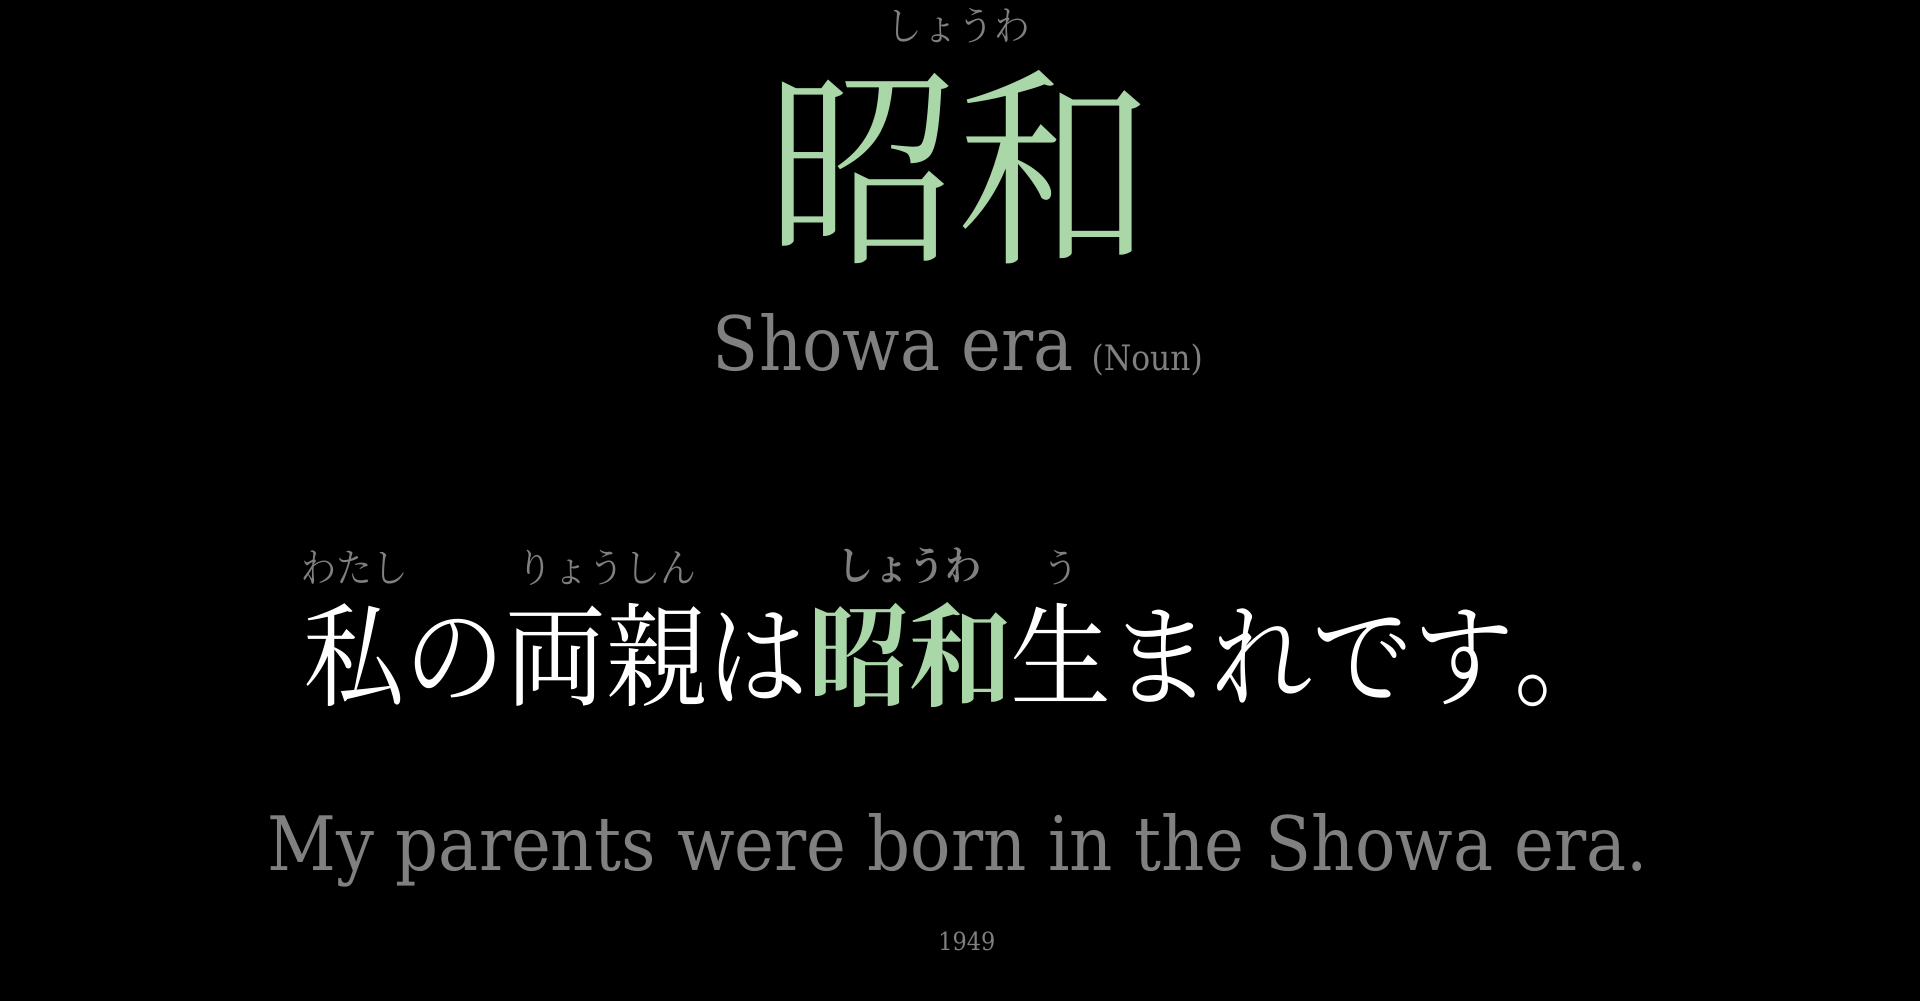 しょうわ
昭和
Showa era (Noun)
わたし りょうしん しょうわ う
私の両親は昭和生まれです。
My parents were born in the Showa era.
1949